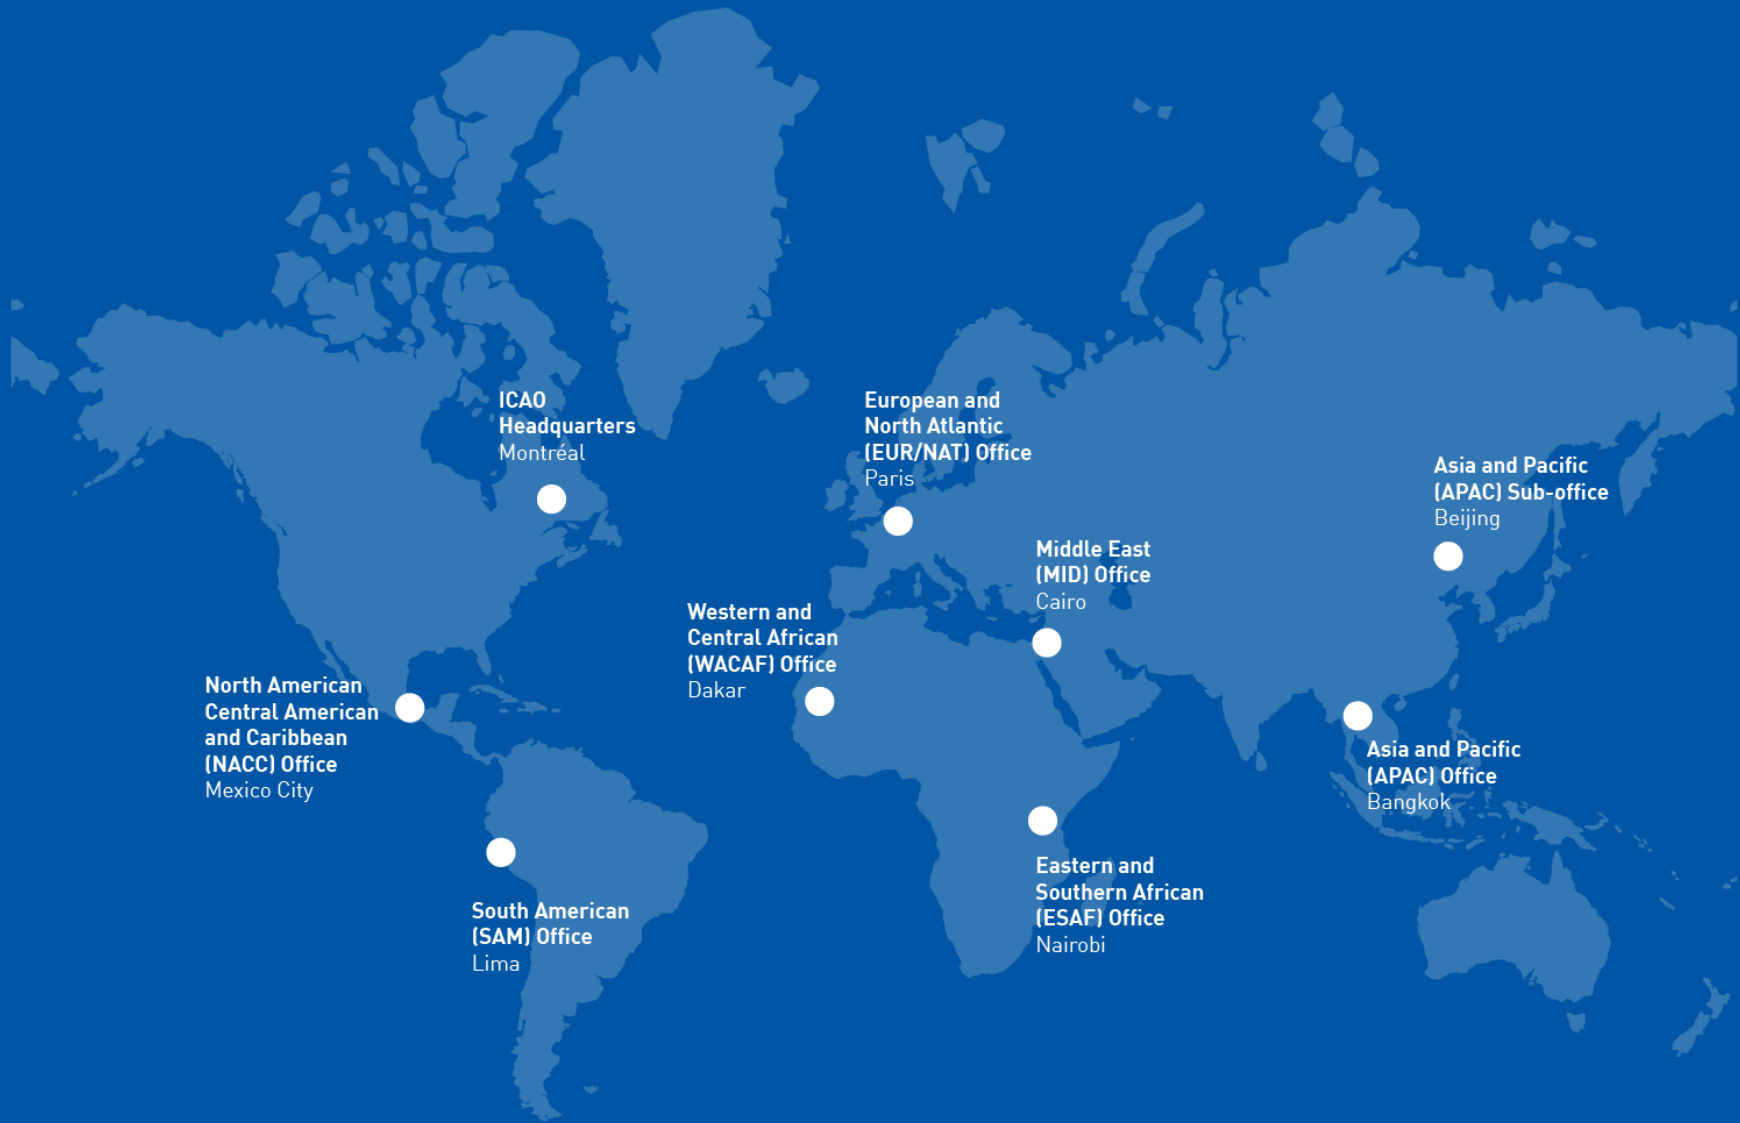 ICAO
Headquarters
Montréal
European and
North Atlantic
(EUR/NAT) Office
Paris
Asia and Pacific
(APAC) Sub-office
Beijing
Middle East
(MID) Office
Cairo
Western and
Central African
(WACAF) Office
Dakar
North American
Central American
and Caribbean
(NACC) Office
Mexico City
Asia and Pacific
(APAC) Office
Bangkok
Eastern and
Southern African
(ESAF) Office
Nairobi
South American
(SAM) Office
Lima